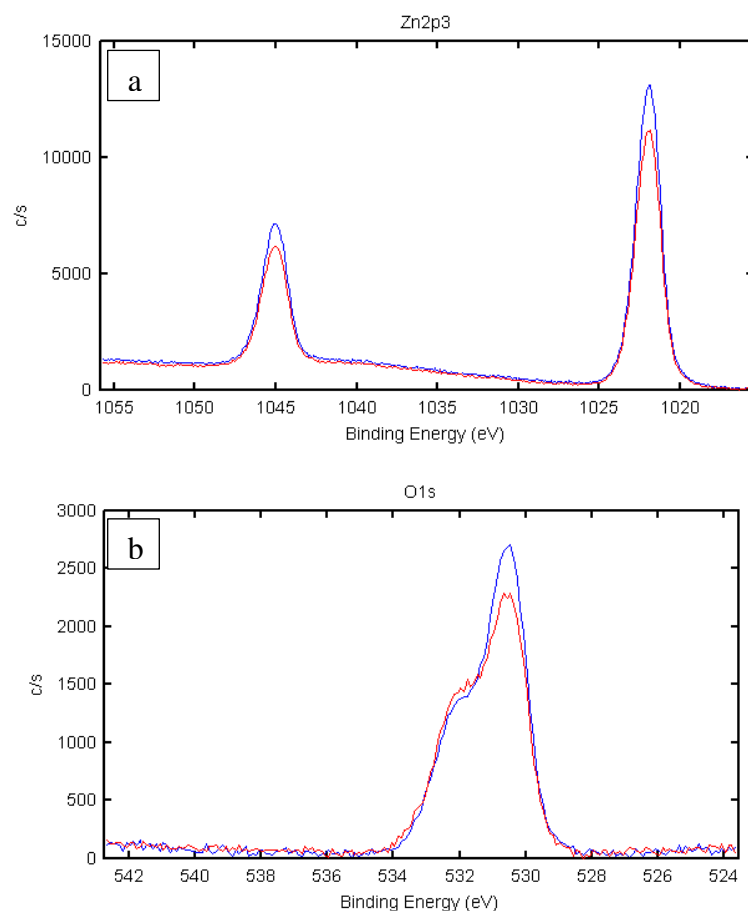 Zn2p3
15000
a
10000
c/s
5000
0
1055 1050 1045 1040 1035 1030 1025 1020
Binding Energy (eV)
O1s
3000
b
2500
2000
c/s
1500
1000
500
0
542 540 538 536 534 532 530 528 526 524
Binding Energy (eV)